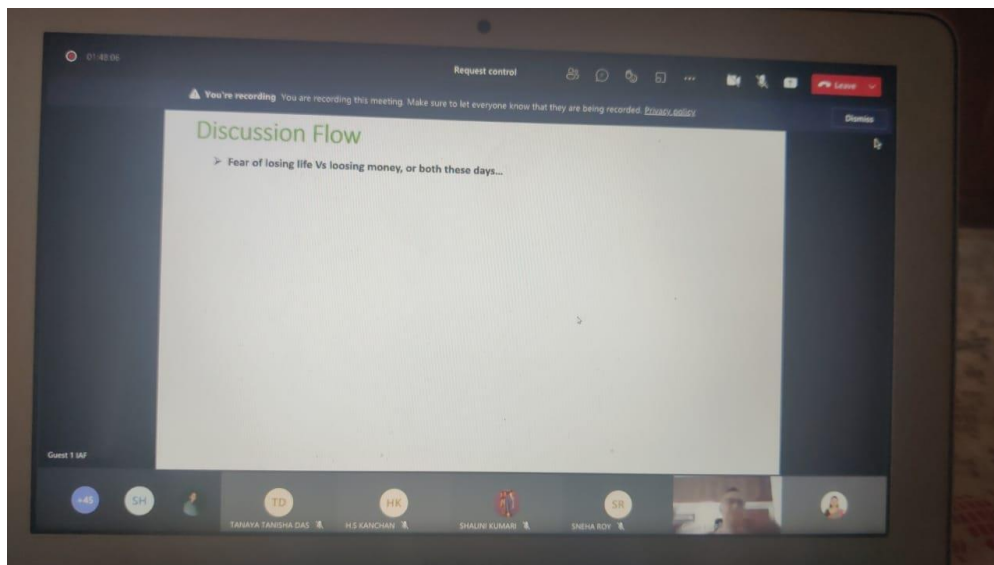 01:48:06
Request control
Leave
You're recording You are recording this meeting. Make sure to let everyone know that they are being recorded. Privacy policy
Dismiss
Discussion Flow
Fear of losing life Vs loosing money, or both these days...
Guest 1 IAF
+45
SH
TD
HK
SR
TANAYA TANISHA DAS
H S KANCHAN
SHALINI KUMARI
SNEHA ROY